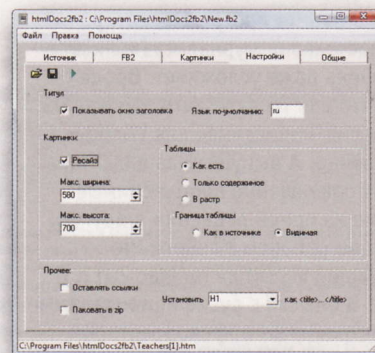 htmlDocs2fb2 : C:\Program Files\htmlDocs2fb2\New.fb2
Файл Правка Помощь
Источник FB2 Картинки Настройки Общие
Титул
Показывать окно заголовка Язык по-умолчанию: ru
Картинки:
Ресайз
Макс. ширина:
500
Макс. высота:
700
Таблицы
Как есть
Только содержимое
В растр
Граница таблицы
Как в источнике Видимая
Прочее:
Оставлять ссылки
Паковать в zip
Установить H1 как <title>...</title>
C:\Program Files\htmlDocs2fb2\Teachers[1].htm